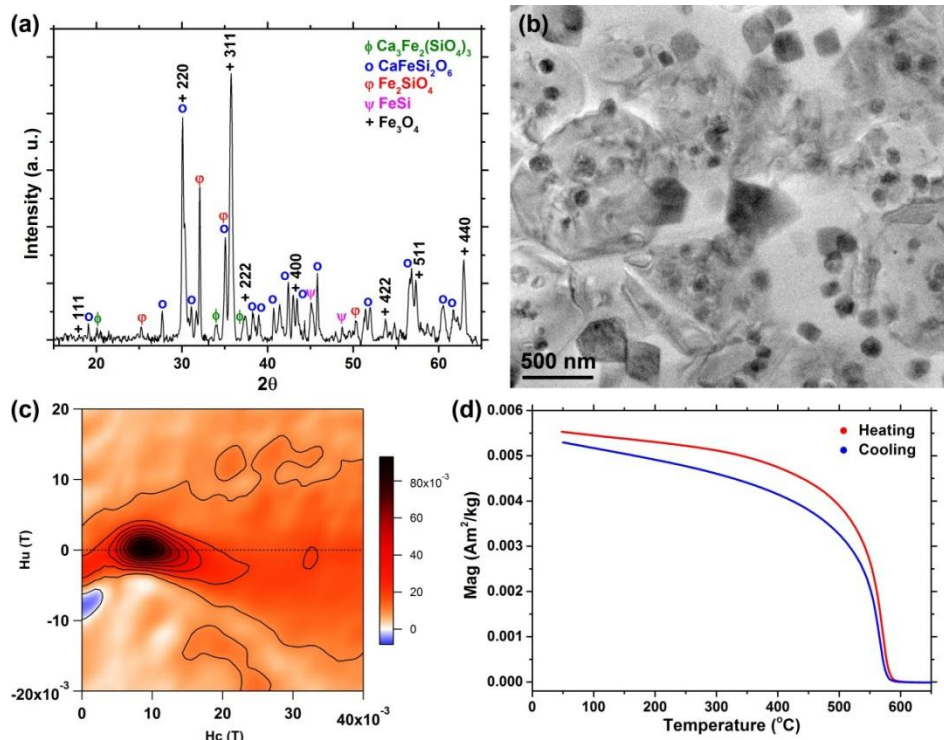 (a)
Intensity (a. u.)
ϕ Ca₃Fe₂(SiO₄)₃
o CaFeSi₂O₆
φ Fe₂SiO₄
ψ FeSi
+ Fe₃O₄
+ 111
o
ϕ
φ
o
o + 220
o
φ
ϕ
φ
o
+ 311
ϕ
+ 222
o
o
o
o
+ 400
o
ψ
o
ψ
φ
o
+ 422
o
+ 511
o
o
+ 440
20 30 40 50 60
2θ
(b)
500 nm
(c)
20
10
0
-10
-20x10⁻³
Hu (T)
0 10 20 30 40x10⁻³
Hc (T)
80x10⁻³
60
40
20
0
(d)
Heating
Cooling
Mag (Am²/kg)
0.006
0.005
0.004
0.003
0.002
0.001
0.000
0 100 200 300 400 500 600
Temperature (°C)